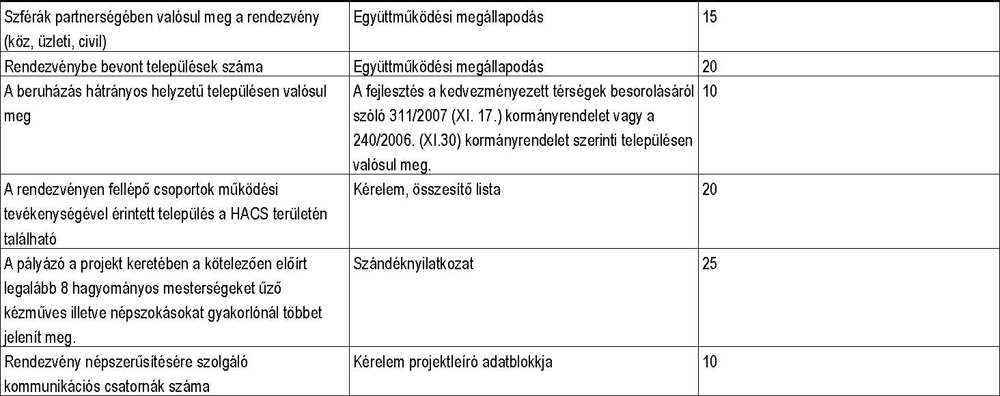 Szférák partnerségében valósul meg a rendezvény
(köz, üzleti, civil)
Együttműködési megállapodás
15
Rendezvénybe bevont települések száma
Együttműködési megállapodás
20
A beruházás hátrányos helyzetű településen valósul
meg
A fejlesztés a kedvezményezett térségek besorolásáról
szóló 311/2007 (XI. 17.) kormányrendelet vagy a
240/2006. (XI.30) kormányrendelet szerinti településen
valósul meg.
10
A rendezvényen fellépő csoportok működési
tevékenységével érintett település a HACS területén
található
Kérelem, összesítő lista
20
A pályázó a projekt keretében a kötelezően előírt
legalább 8 hagyományos mesterségeket űző
kézműves illetve népszokásokat gyakorlónál többet
jelenít meg.
Szándéknyilatkozat
25
Rendezvény népszerűsítésére szolgáló
kommunikációs csatornák száma
Kérelem projektleíró adatblokkja
10